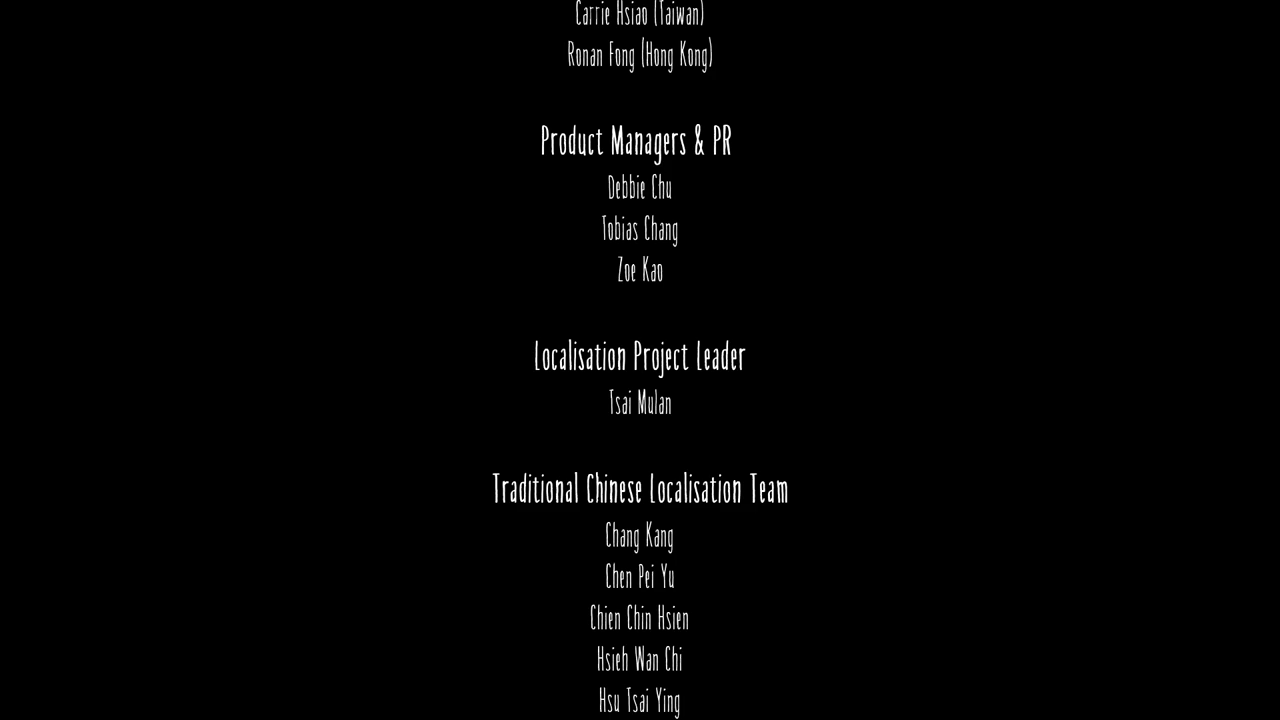 Carrie Hsiao (Taiwan)
Ronan Fong (Hong Kong)
Product Managers & PR
Debbie Chu
Tobias Chang
Zoe Kao
Localisation Project Leader
Tsai Mulan
Traditional Chinese Localisation Team
Chang Kang
Chen Pei Yu
Chien Chin Hsien
Hsieh Wan Chi
Hsu Tsai Ying